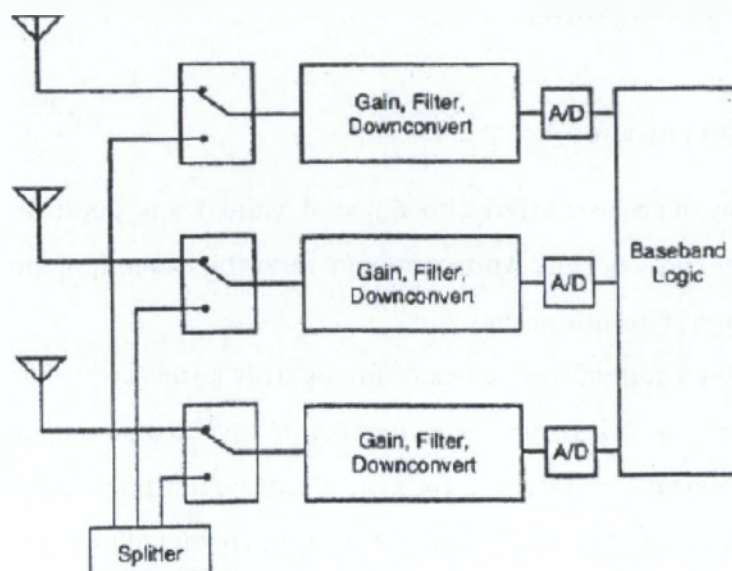 Gain, Filter,
Downconvert
A/D
Gain, Filter,
Downconvert
A/D
Baseband
Logic
Gain, Filter,
Downconvert
A/D
Splitter